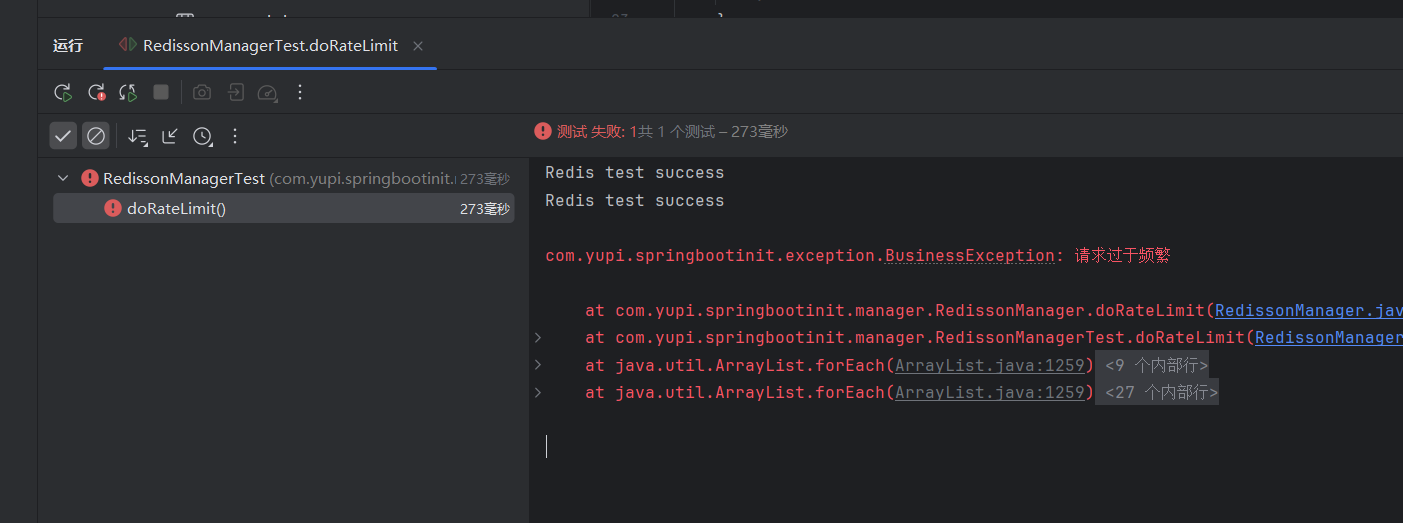 运行
RedissonManagerTest.doRateLimit
测试 失败: 1共 1 个测试 – 273毫秒
RedissonManagerTest (com.yupi.springbootinit. 273毫秒
doRateLimit() 273毫秒
Redis test success
Redis test success
com.yupi.springbootinit.exception.BusinessException: 请求过于频繁
at com.yupi.springbootinit.manager.RedissonManager.doRateLimit(RedissonManager.jav
at com.yupi.springbootinit.manager.RedissonManagerTest.doRateLimit(RedissonManager
at java.util.ArrayList.forEach(ArrayList.java:1259) <9 个内部行>
at java.util.ArrayList.forEach(ArrayList.java:1259) <27 个内部行>